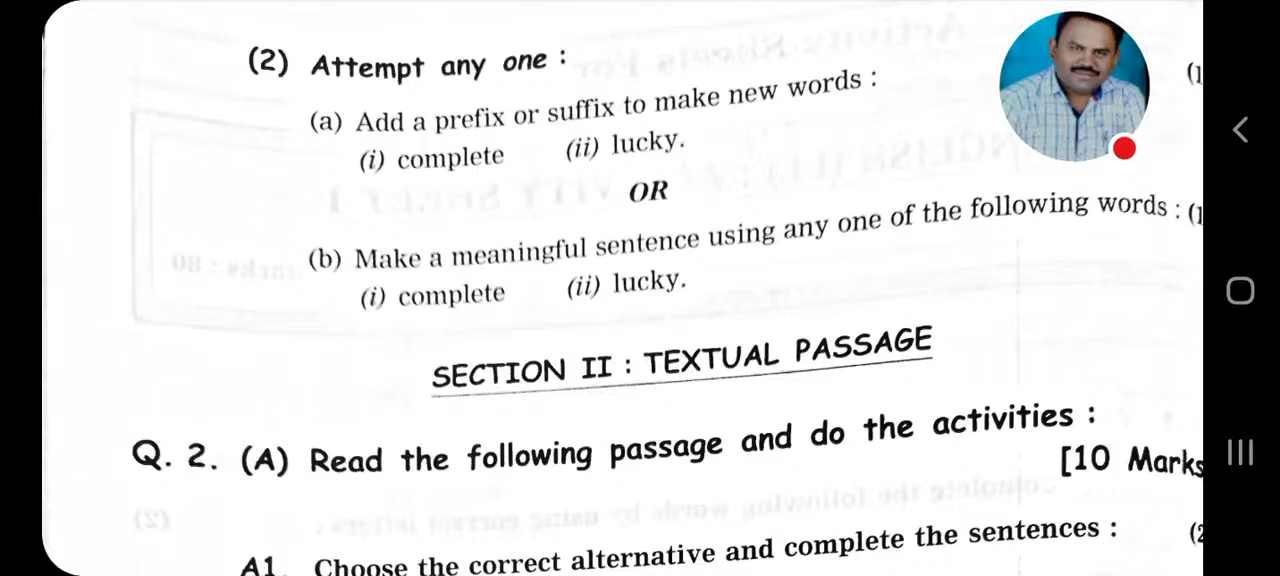 (2) Attempt any one :
(a) Add a prefix or suffix to make new words :
(i) complete (ii) lucky.
OR
(b) Make a meaningful sentence using any one of the following words :
(i) complete (ii) lucky.
SECTION II : TEXTUAL PASSAGE
Q. 2. (A) Read the following passage and do the activities :
[10 Marks
A1. Choose the correct alternative and complete the sentences :